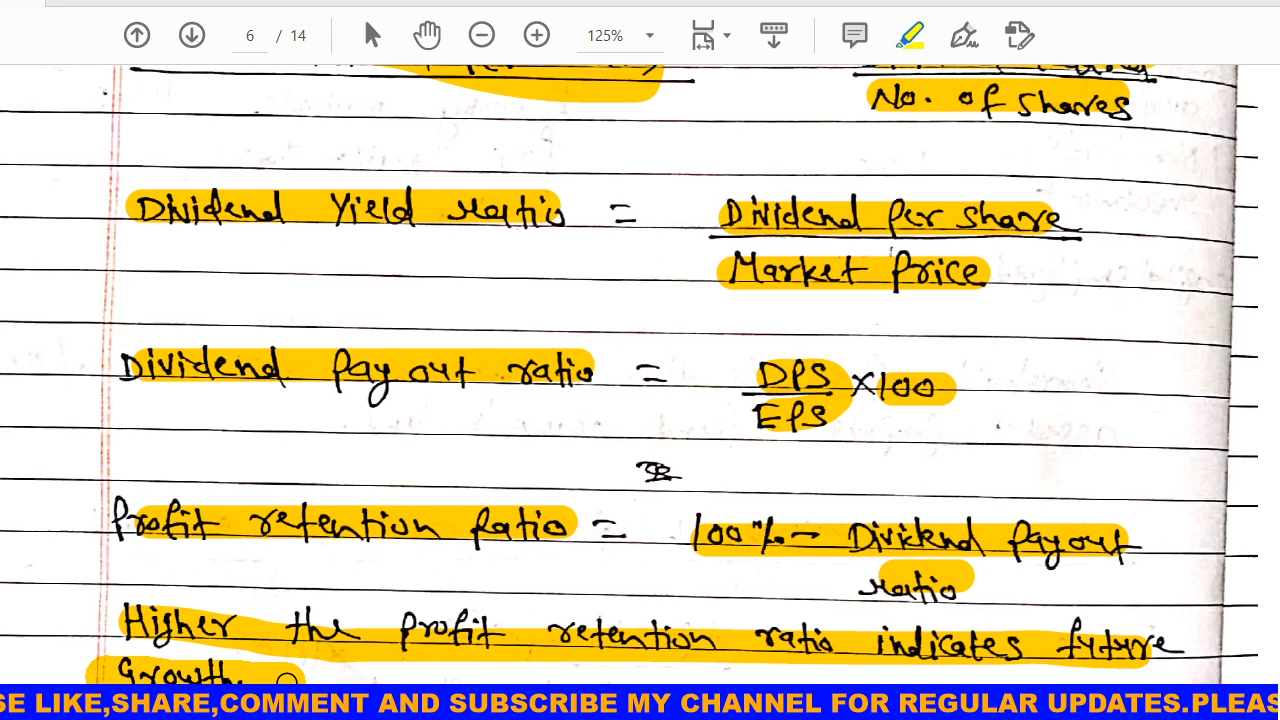 6 / 14
125%
No. of shares
Dividend Yield ratio = Dividend per share
Market Price
Dividend Pay out ratio = DPS ×100
EPS
Profit retention Ratio = 100% - Dividend Payout
ratio
Higher the profit retention ratio indicates future
Growth
SE LIKE,SHARE,COMMENT AND SUBSCRIBE MY CHANNEL FOR REGULAR UPDATES.PLEAS